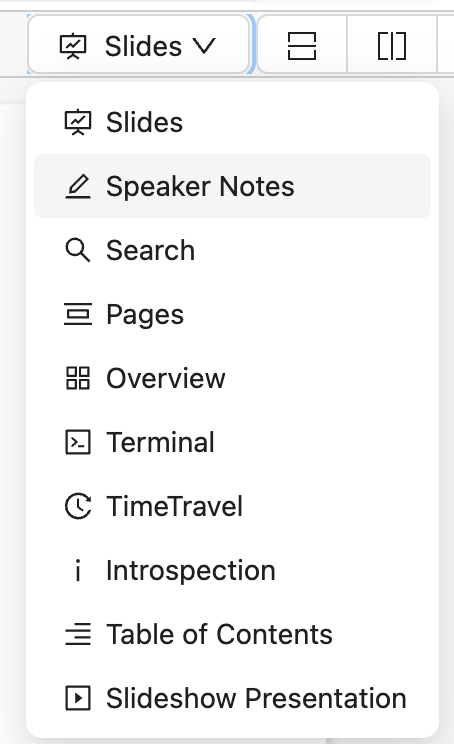 Slides
Slides
Speaker Notes
Search
Pages
Overview
Terminal
TimeTravel
Introspection
Table of Contents
Slideshow Presentation